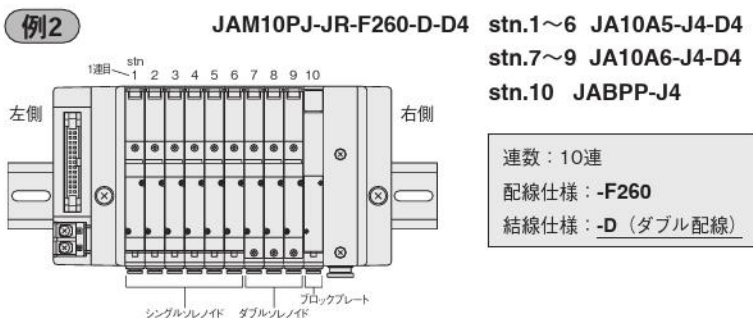 例2
JAM10PJ-JR-F260-D-D4 stn.1～6 JA10A5-J4-D4
stn.7～9 JA10A6-J4-D4
stn.10 JABPP-J4
stn
1連目 1 2 3 4 5 6 7 8 9 10
左側
右側
連数：10連
配線仕様：-F260
結線仕様：-D（ダブル配線）
シングルソレノイド ダブルソレノイド ブロックプレート